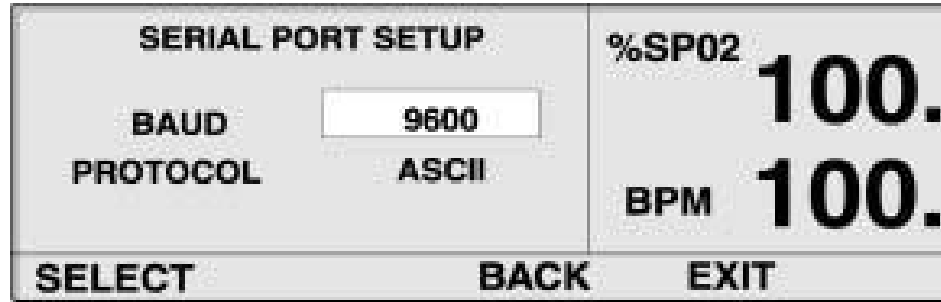 SERIAL PORT SETUP
BAUD 9600
PROTOCOL ASCII
%SP02 100.
BPM 100.
SELECT BACK EXIT